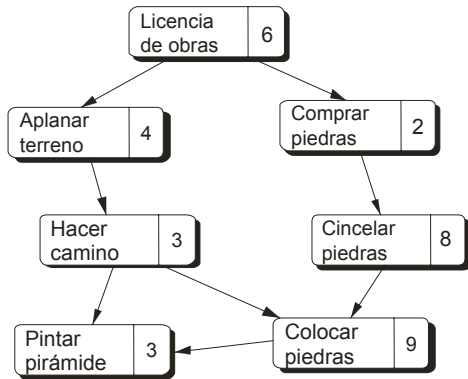 Licencia
de obras
6
Aplanar
terreno
4
Comprar
piedras
2
Hacer
camino
3
Cincelar
piedras
8
Pintar
pirámide
3
Colocar
piedras
9